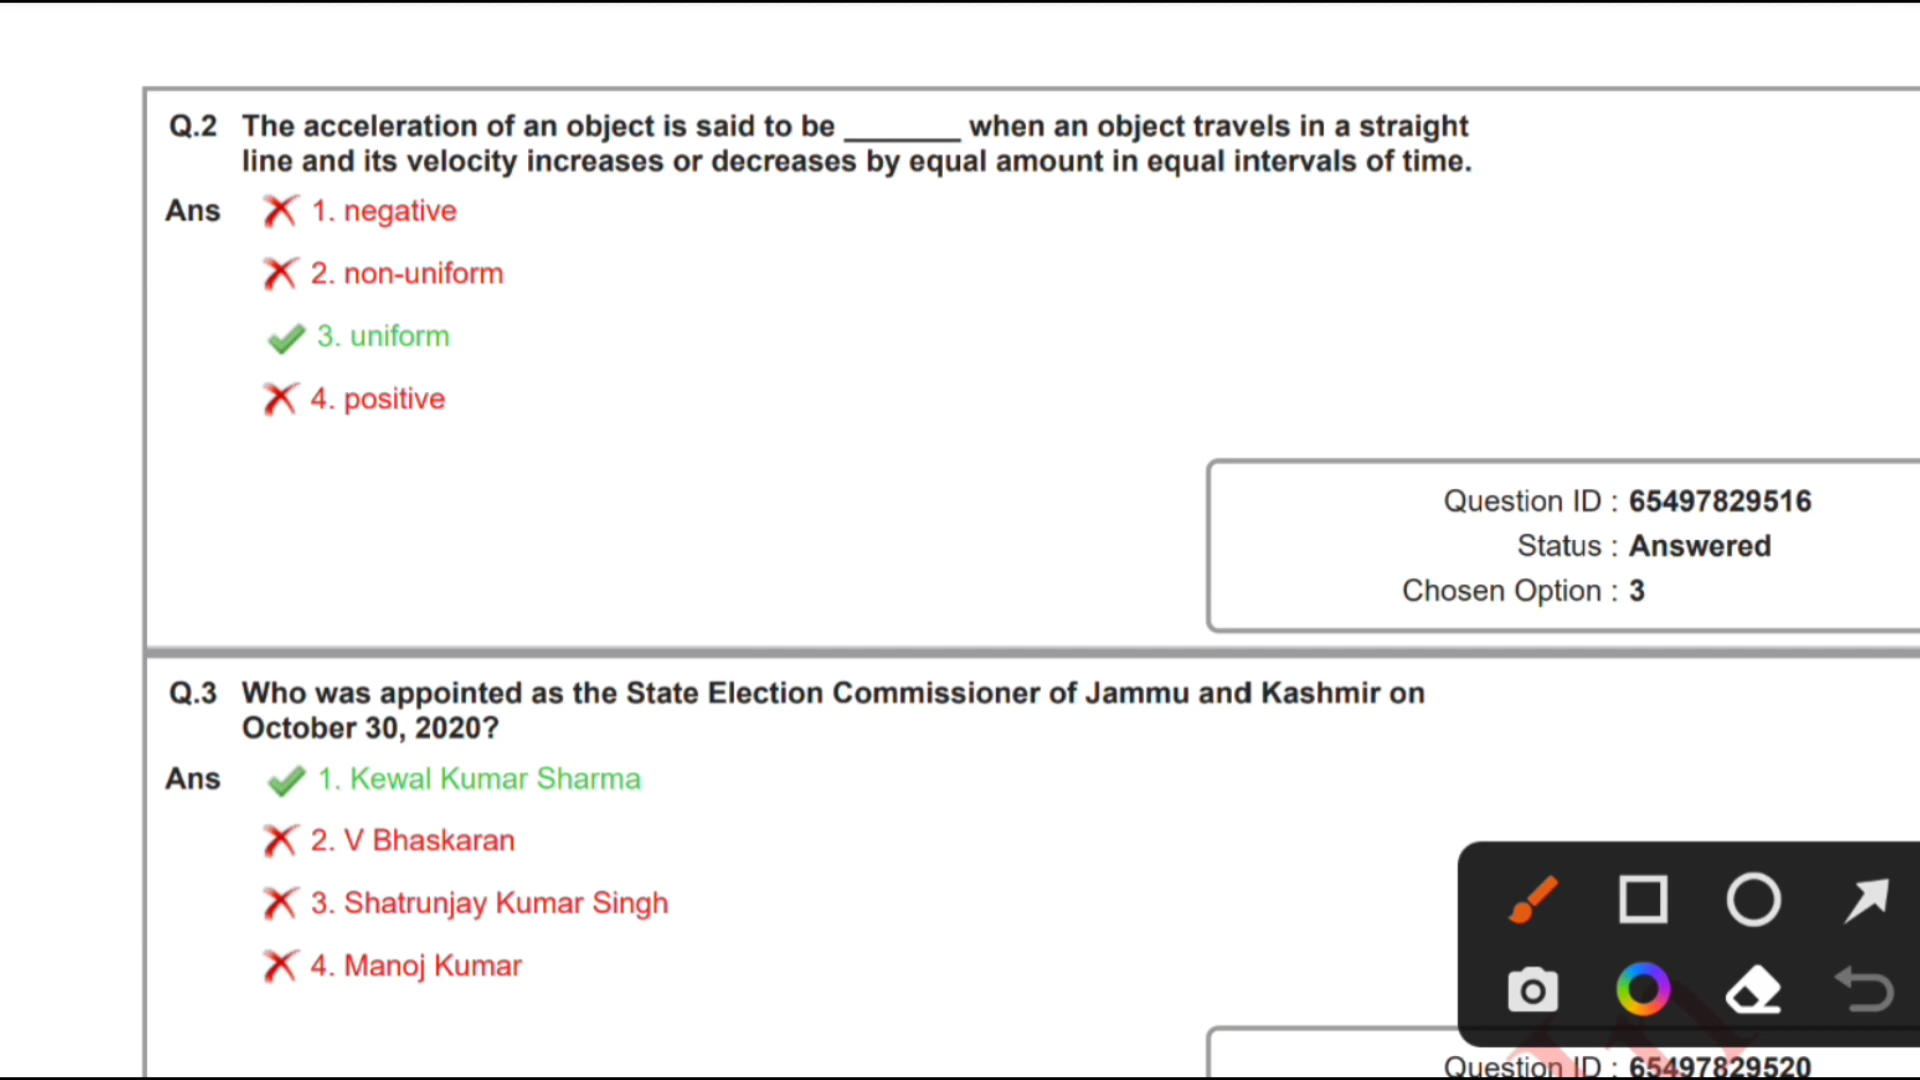 Q.2 The acceleration of an object is said to be _______ when an object travels in a straight
line and its velocity increases or decreases by equal amount in equal intervals of time.
Ans 1. negative
2. non-uniform
3. uniform
4. positive
Question ID : 65497829516
Status : Answered
Chosen Option : 3
Q.3 Who was appointed as the State Election Commissioner of Jammu and Kashmir on
October 30, 2020?
Ans 1. Kewal Kumar Sharma
2. V Bhaskaran
3. Shatrunjay Kumar Singh
4. Manoj Kumar
Question ID : 65497829520